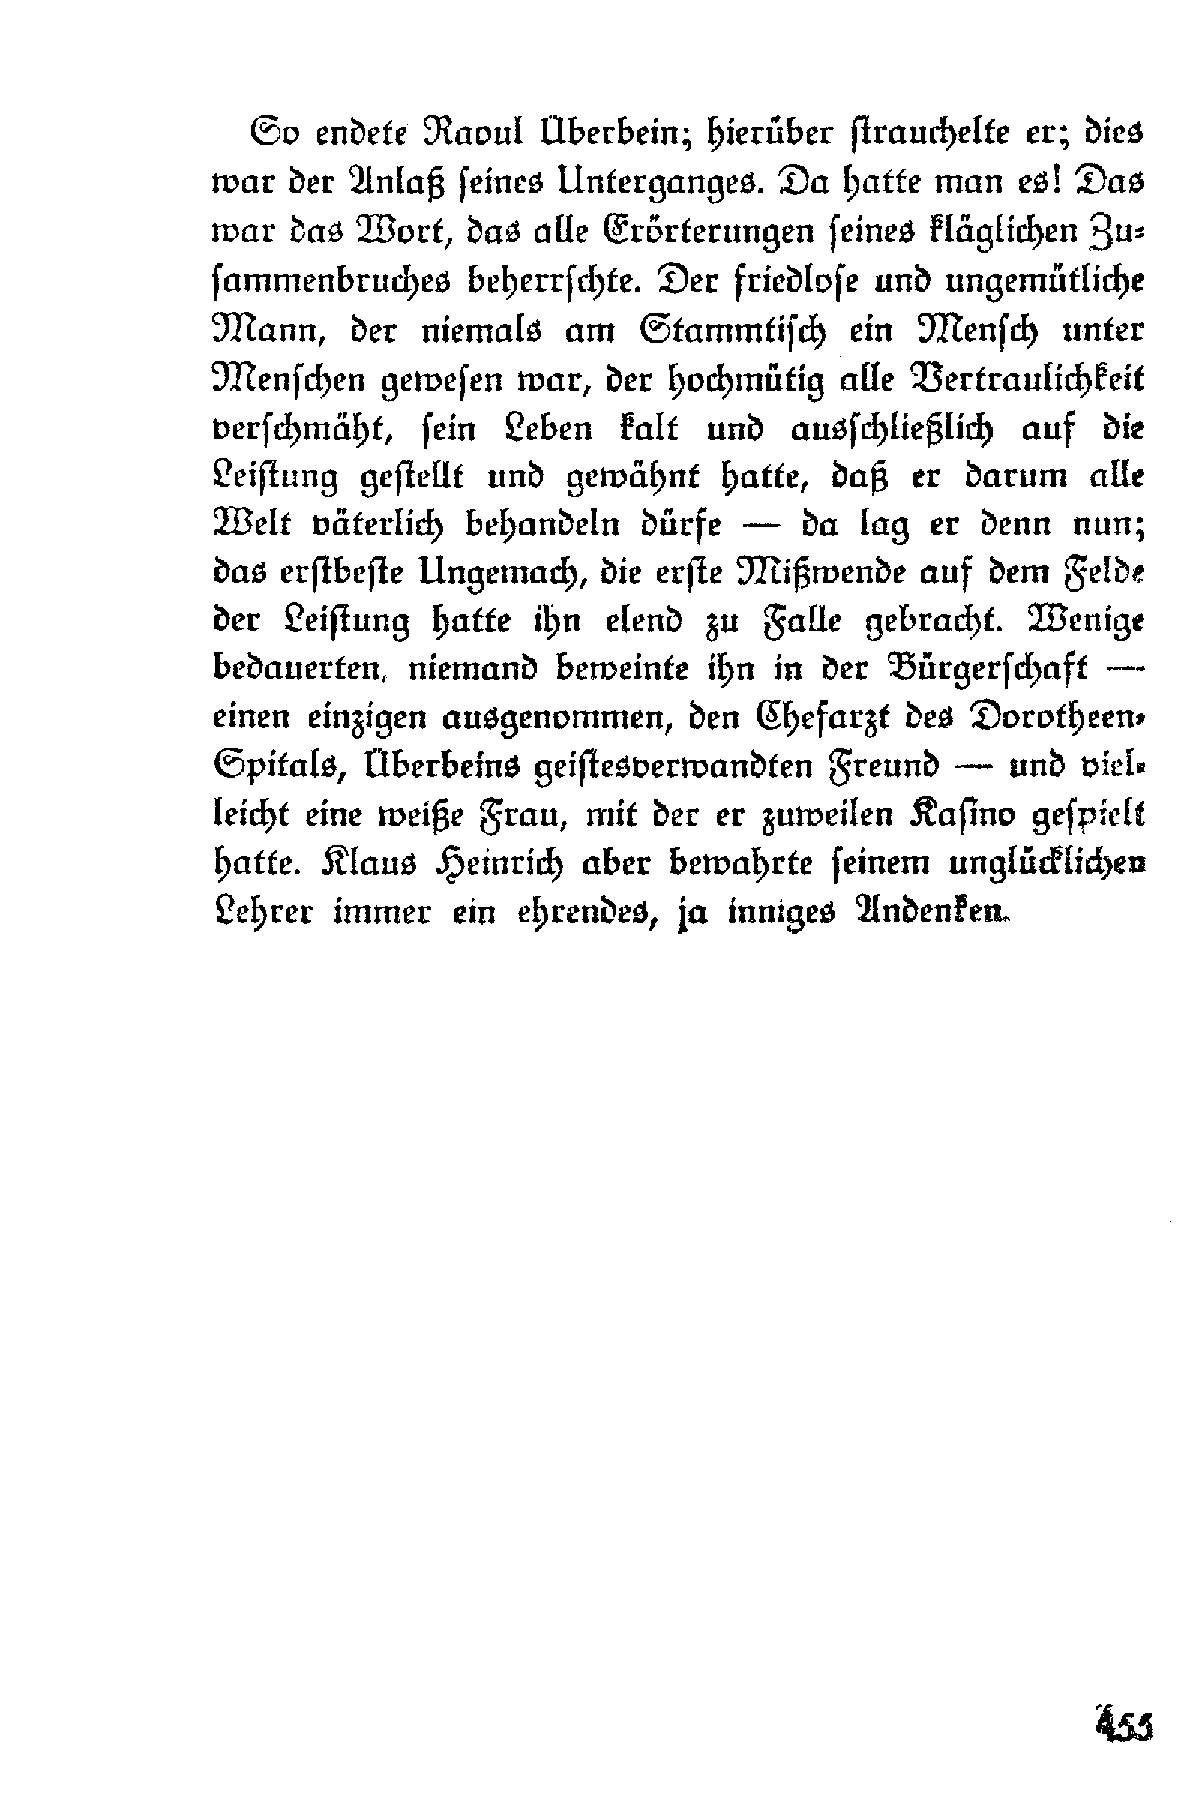 So endete Raoul Überbein; hierüber strauchelte er; dies
war der Anlaß seines Unterganges. Da hatte man es! Das
war das Wort, das alle Erörterungen seines kläglichen Zu-
sammenbruches beherrschte. Der friedlose und ungemütliche
Mann, der niemals am Stammtisch ein Mensch unter
Menschen gewesen war, der hochmütig alle Vertraulichkeit
verschmäht, sein Leben kalt und ausschließlich auf die
Leistung gestellt und gewähnt hatte, daß er darum alle
Welt väterlich behandeln dürfe — da lag er denn nun;
das erstbeste Ungemach, die erste Mißwende auf dem Felde
der Leistung hatte ihn elend zu Falle gebracht. Wenige
bedauerten, niemand beweinte ihn in der Bürgerschaft —
einen einzigen ausgenommen, den Chefarzt des Dorotheen-
Spitals, Überbeins geistesverwandten Freund — und viel-
leicht eine weiße Frau, mit der er zuweilen Kasino gespielt
hatte. Klaus Heinrich aber bewahrte seinem unglücklichen
Lehrer immer ein ehrendes, ja inniges Andenken.
455